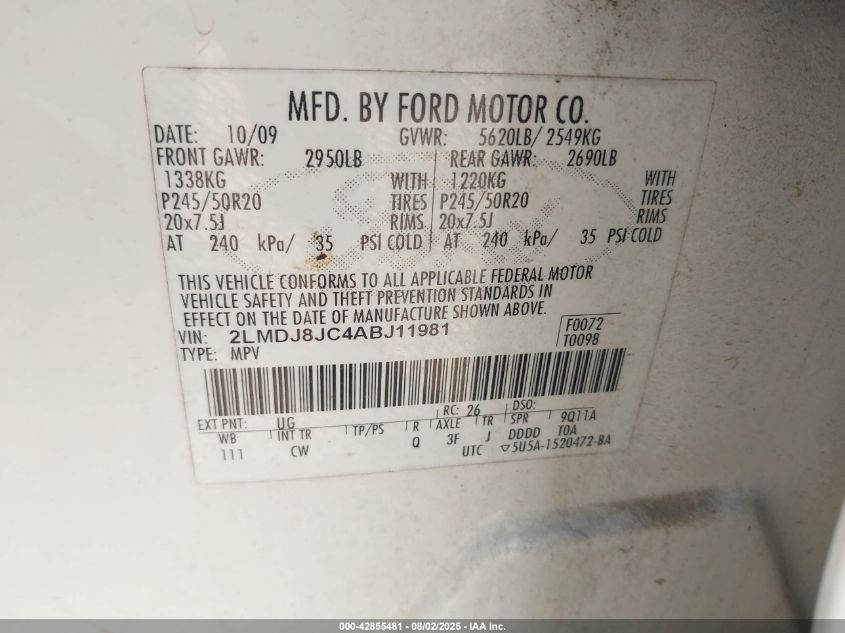 MFD. BY FORD MOTOR CO.
DATE: 10/09 GVWR: 5620LB/ 2549KG
FRONT GAWR: 2950LB REAR GAWR: 2690LB
1338KG WITH 1220KG WITH
P245/50R20 TIRES P245/50R20 TIRES
20x7.5J RIMS 20x7.5J RIMS
AT 240 kPa/ 35 PSI COLD AT 240 kPa/ 35 PSI COLD
THIS VEHICLE CONFORMS TO ALL APPLICABLE FEDERAL MOTOR
VEHICLE SAFETY AND THEFT PREVENTION STANDARDS IN
EFFECT ON THE DATE OF MANUFACTURE SHOWN ABOVE.
VIN: 2LMDJ8JC4ABJ11981 F0072
TYPE: MPV T0098
RC: 26 DSO:
EXT PNT: UG R AXLE TR SPR 9Q11A
WB INT TR TP/PS Q 3F J DDDD TOA
111 CW UTC ▽5U5A-1520472-BA
000-42855481 - 08/02/2025 - IAA Inc.